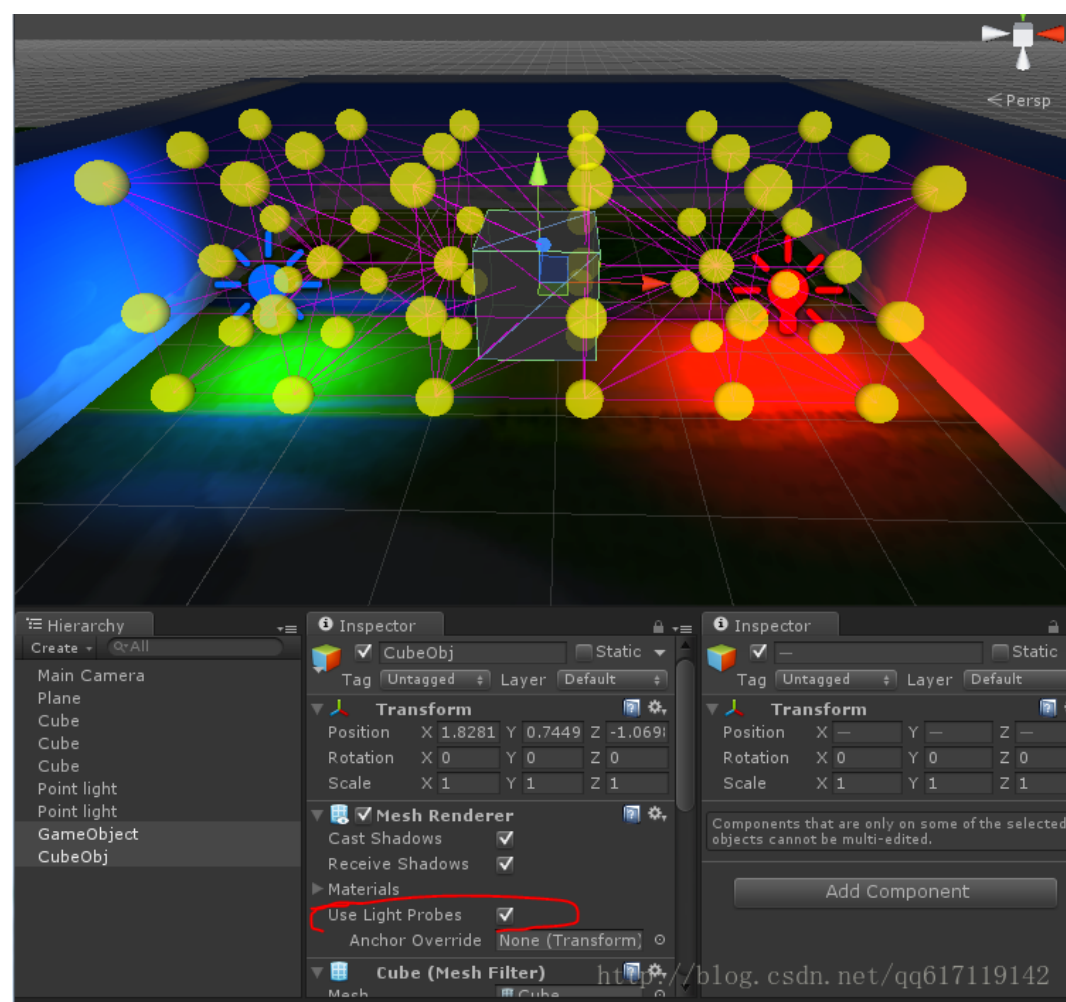 Persp
Hierarchy
Create
All
Main Camera
Plane
Cube
Cube
Cube
Point light
Point light
GameObject
CubeObj
Inspector
CubeObj Static
Tag Untagged Layer Default
Transform
Position X 1.8281 Y 0.7449 Z -1.069
Rotation X 0 Y 0 Z 0
Scale X 1 Y 1 Z 1
Mesh Renderer
Cast Shadows
Receive Shadows
Materials
Use Light Probes
Anchor Override None (Transform)
Cube (Mesh Filter)
Mesh Cube
Inspector
— Static
Tag Untagged Layer Default
Transform
Position X — Y — Z —
Rotation X 0 Y 0 Z 0
Scale X 1 Y 1 Z 1
Components that are only on some of the selected
objects cannot be multi-edited.
Add Component
http://blog.csdn.net/qq617119142